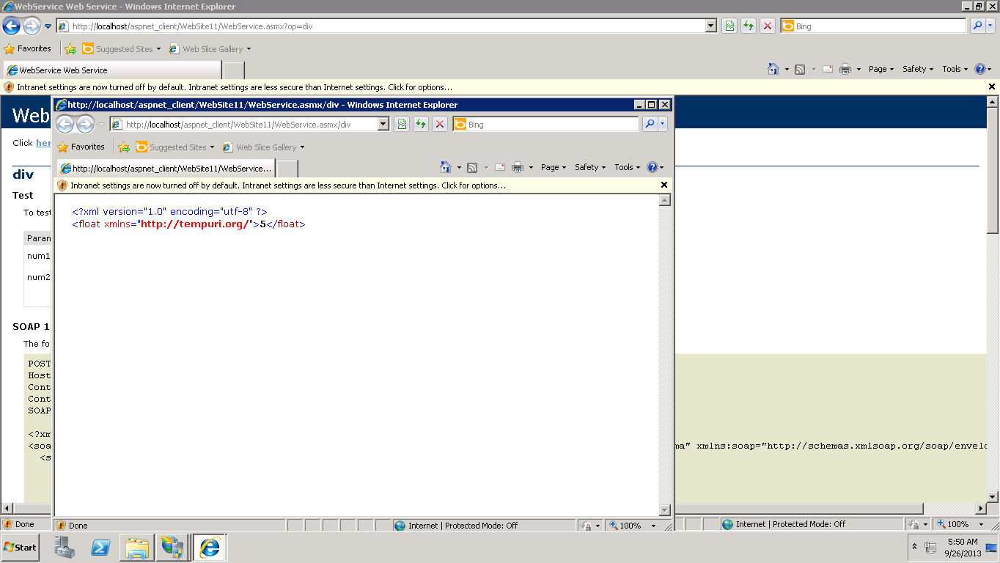 WebService Web Service - Windows Internet Explorer
http://localhost/aspnet_client/WebSite11/WebService.asmx?op=div
Bing
Favorites
Suggested Sites
Web Slice Gallery
WebService Web Service
Page
Safety
Tools
Intranet settings are now turned off by default. Intranet settings are less secure than Internet settings. Click for options...
http://localhost/aspnet_client/WebSite11/WebService.asmx/div - Windows Internet Explorer
http://localhost/aspnet_client/WebSite11/WebService.asmx/div
Bing
Favorites
Suggested Sites
Web Slice Gallery
http://localhost/aspnet_client/WebSite11/WebService...
Page
Safety
Tools
Intranet settings are now turned off by default. Intranet settings are less secure than Internet settings. Click for options...
<?xml version="1.0" encoding="utf-8" ?>
<float xmlns="http://tempuri.org/">5</float>
Done
Internet | Protected Mode: Off
100%
Web
Click her
div
Test
To test
Param
num1
num2
SOAP 1
The fo
POST
Host
Cont
Cont
SOAP
<?xm
<soa
ma" xmlns:soap="http://schemas.xmlsoap.org/soap/envelo
<s
Done
Internet | Protected Mode: Off
100%
Start
5:50 AM
9/26/2013